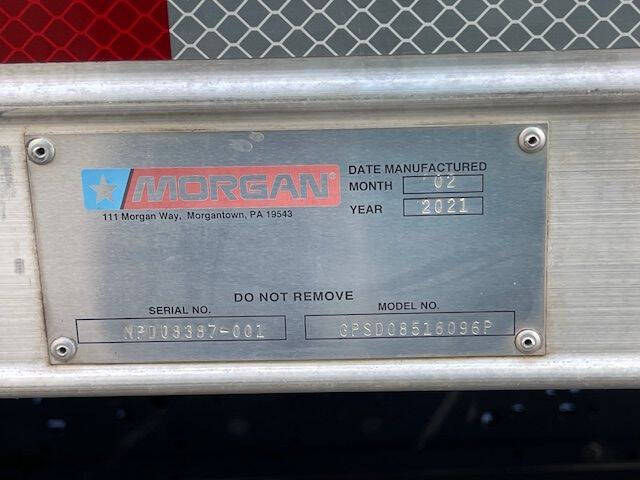 MORGAN®
111 Morgan Way, Morgantown, PA 19543
DATE MANUFACTURED
MONTH 02
YEAR 2021
DO NOT REMOVE
SERIAL NO.
NPD08387-001
MODEL NO.
GPSD08516096P